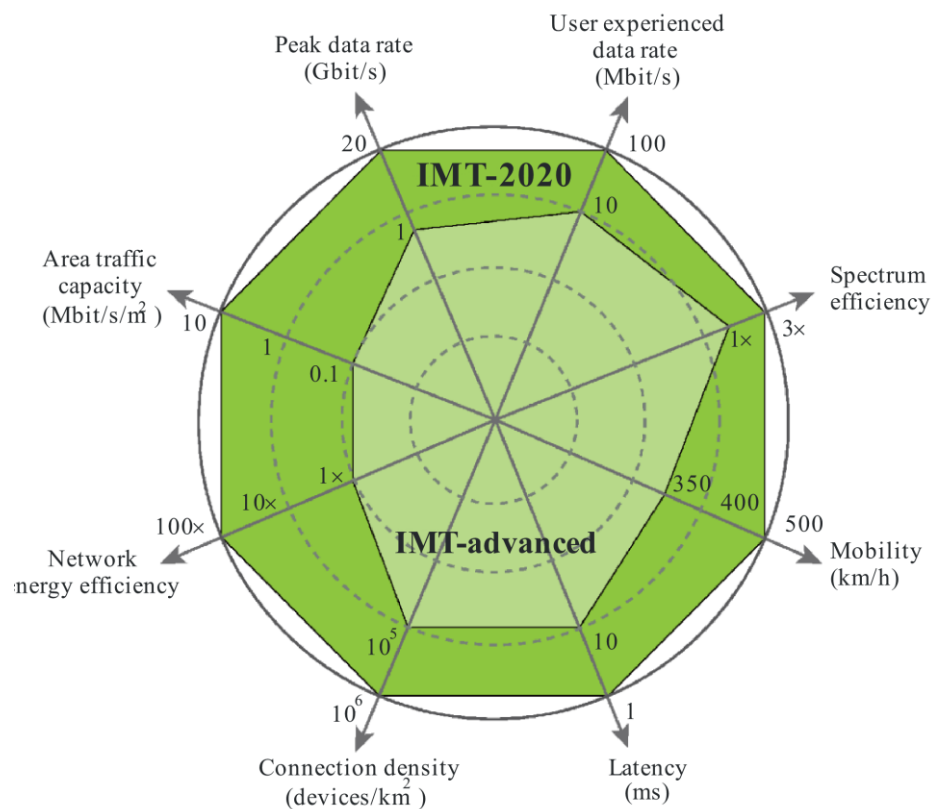 User experienced
data rate
(Mbit/s)
Peak data rate
(Gbit/s)
20
100
IMT-2020
10
1
Area traffic
capacity
(Mbit/s/m²)
Spectrum
efficiency
10
1
0.1
1×
3×
1×
10×
100×
350
400
500
Network
nergy efficiency
IMT-advanced
Mobility
(km/h)
10⁵
10
10⁶
1
Connection density
(devices/km²)
Latency
(ms)